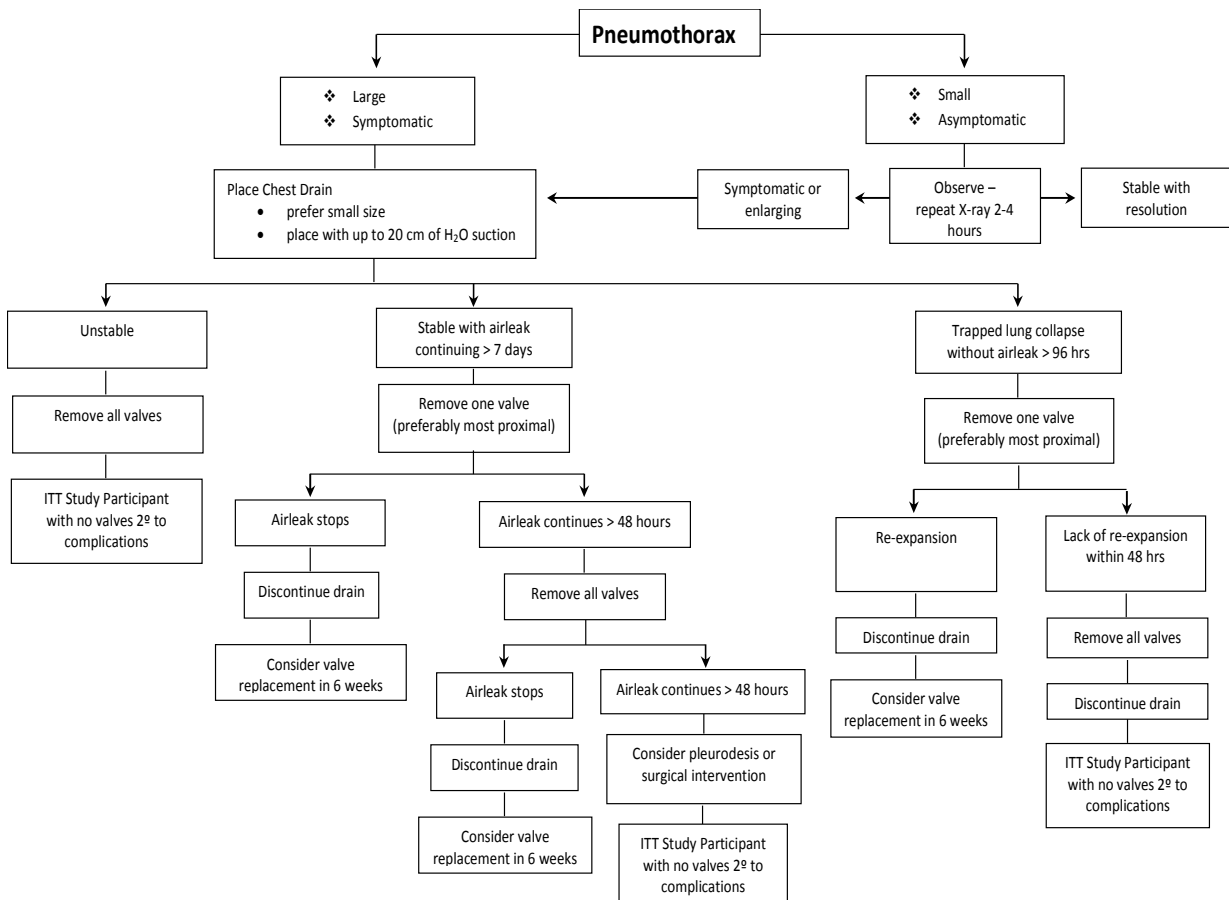 Pneumothorax
❖ Large
❖ Symptomatic
❖ Small
❖ Asymptomatic
Place Chest Drain
• prefer small size
• place with up to 20 cm of H₂O suction
Symptomatic or
enlarging
Observe –
repeat X-ray 2-4
hours
Stable with
resolution
Unstable
Remove all valves
ITT Study Participant
with no valves 2º to
complications
Stable with airleak
continuing > 7 days
Remove one valve
(preferably most proximal)
Airleak stops
Discontinue drain
Consider valve
replacement in 6 weeks
Airleak continues > 48 hours
Remove all valves
Airleak stops
Discontinue drain
Consider valve
replacement in 6 weeks
Airleak continues > 48 hours
Consider pleurodesis or
surgical intervention
ITT Study Participant
with no valves 2º to
complications
Trapped lung collapse
without airleak > 96 hrs
Remove one valve
(preferably most proximal)
Re-expansion
Discontinue drain
Consider valve
replacement in 6 weeks
Lack of re-expansion
within 48 hrs
Remove all valves
Discontinue drain
ITT Study Participant
with no valves 2º to
complications